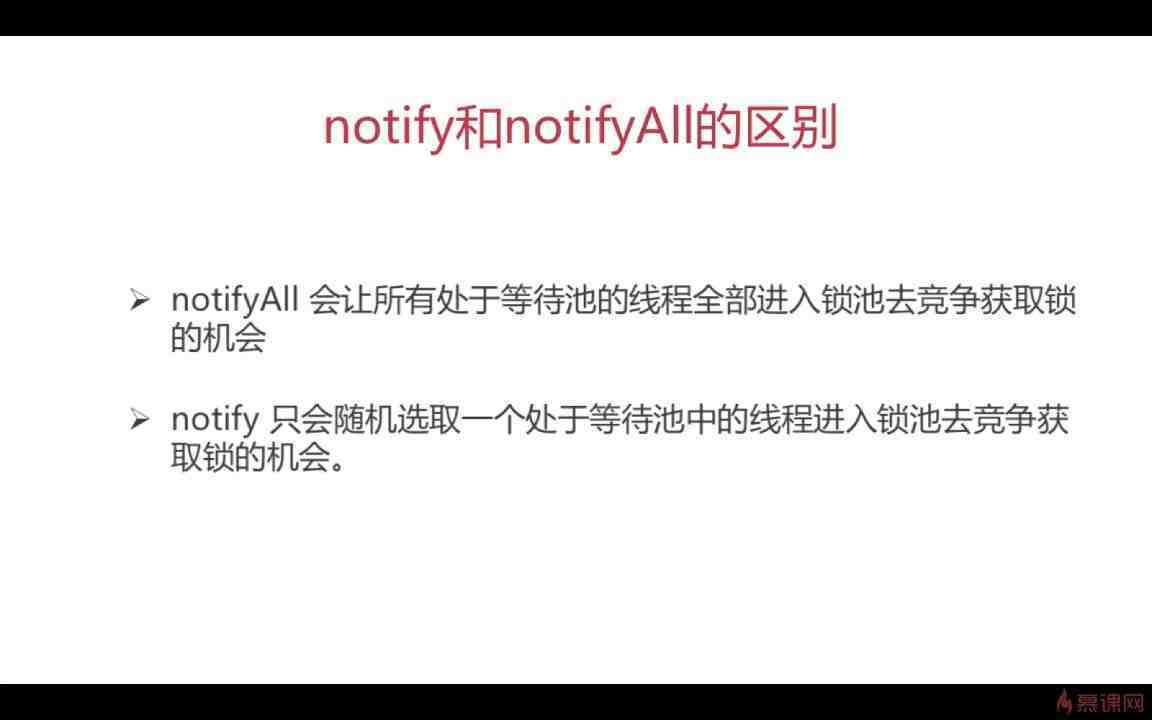 notify和notifyAll的区别
➢ notifyAll 会让所有处于等待池的线程全部进入锁池去竞争获取锁
的机会
➢ notify 只会随机选取一个处于等待池中的线程进入锁池去竞争获
取锁的机会。
慕课网